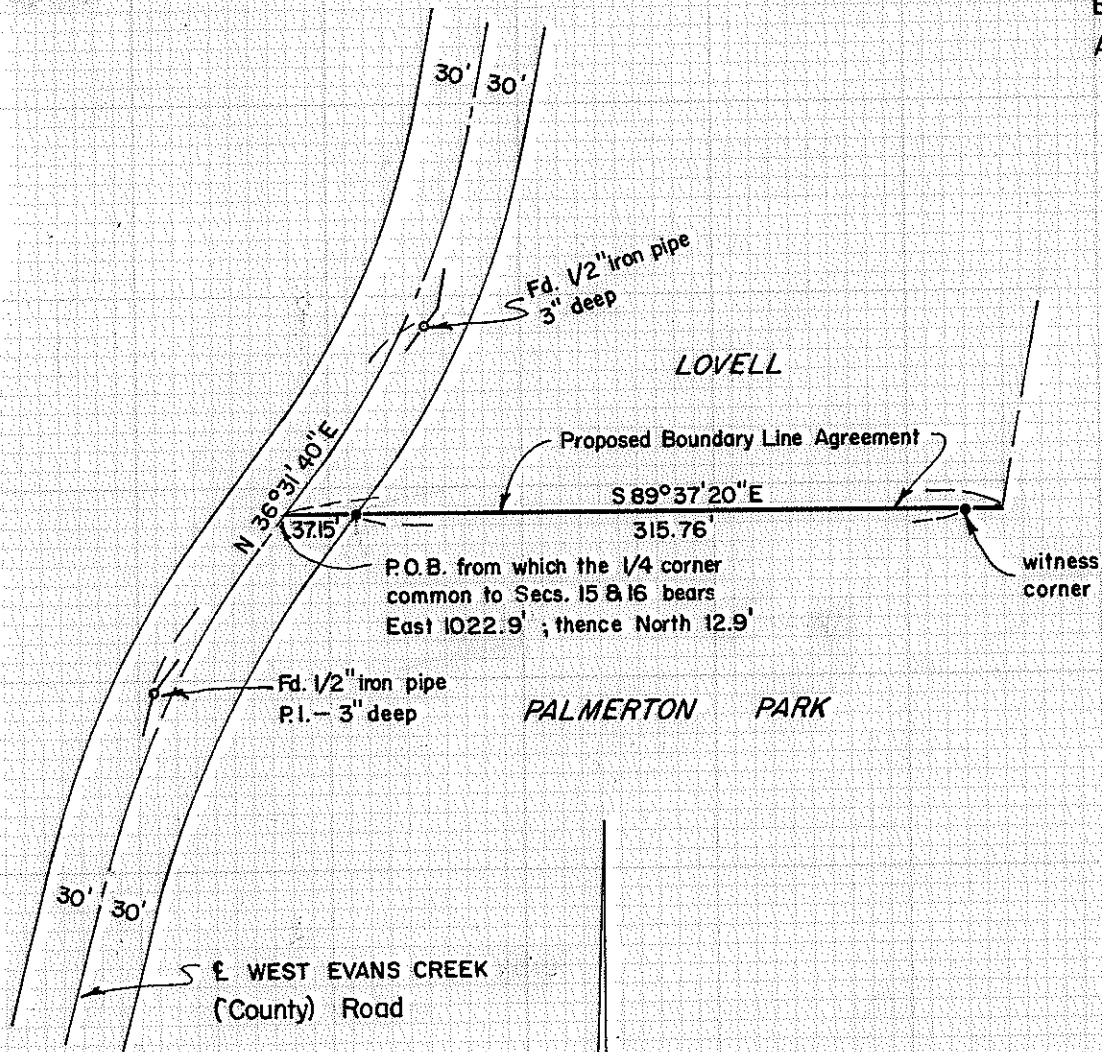 30' 30'
Fd. 1/2" iron pipe
3" deep
LOVELL
Proposed Boundary Line Agreement
N 36°31'40"E
S 89°37'20"E
37.15'
315.76'
P.O.B. from which the 1/4 corner
common to Secs. 15 & 16 bears
East 1022.9' ; thence North 12.9'
witness
corner
Fd. 1/2" iron pipe
P.I. — 3" deep
PALMERTON PARK
30' 30'
℄ WEST EVANS CREEK
(County) Road